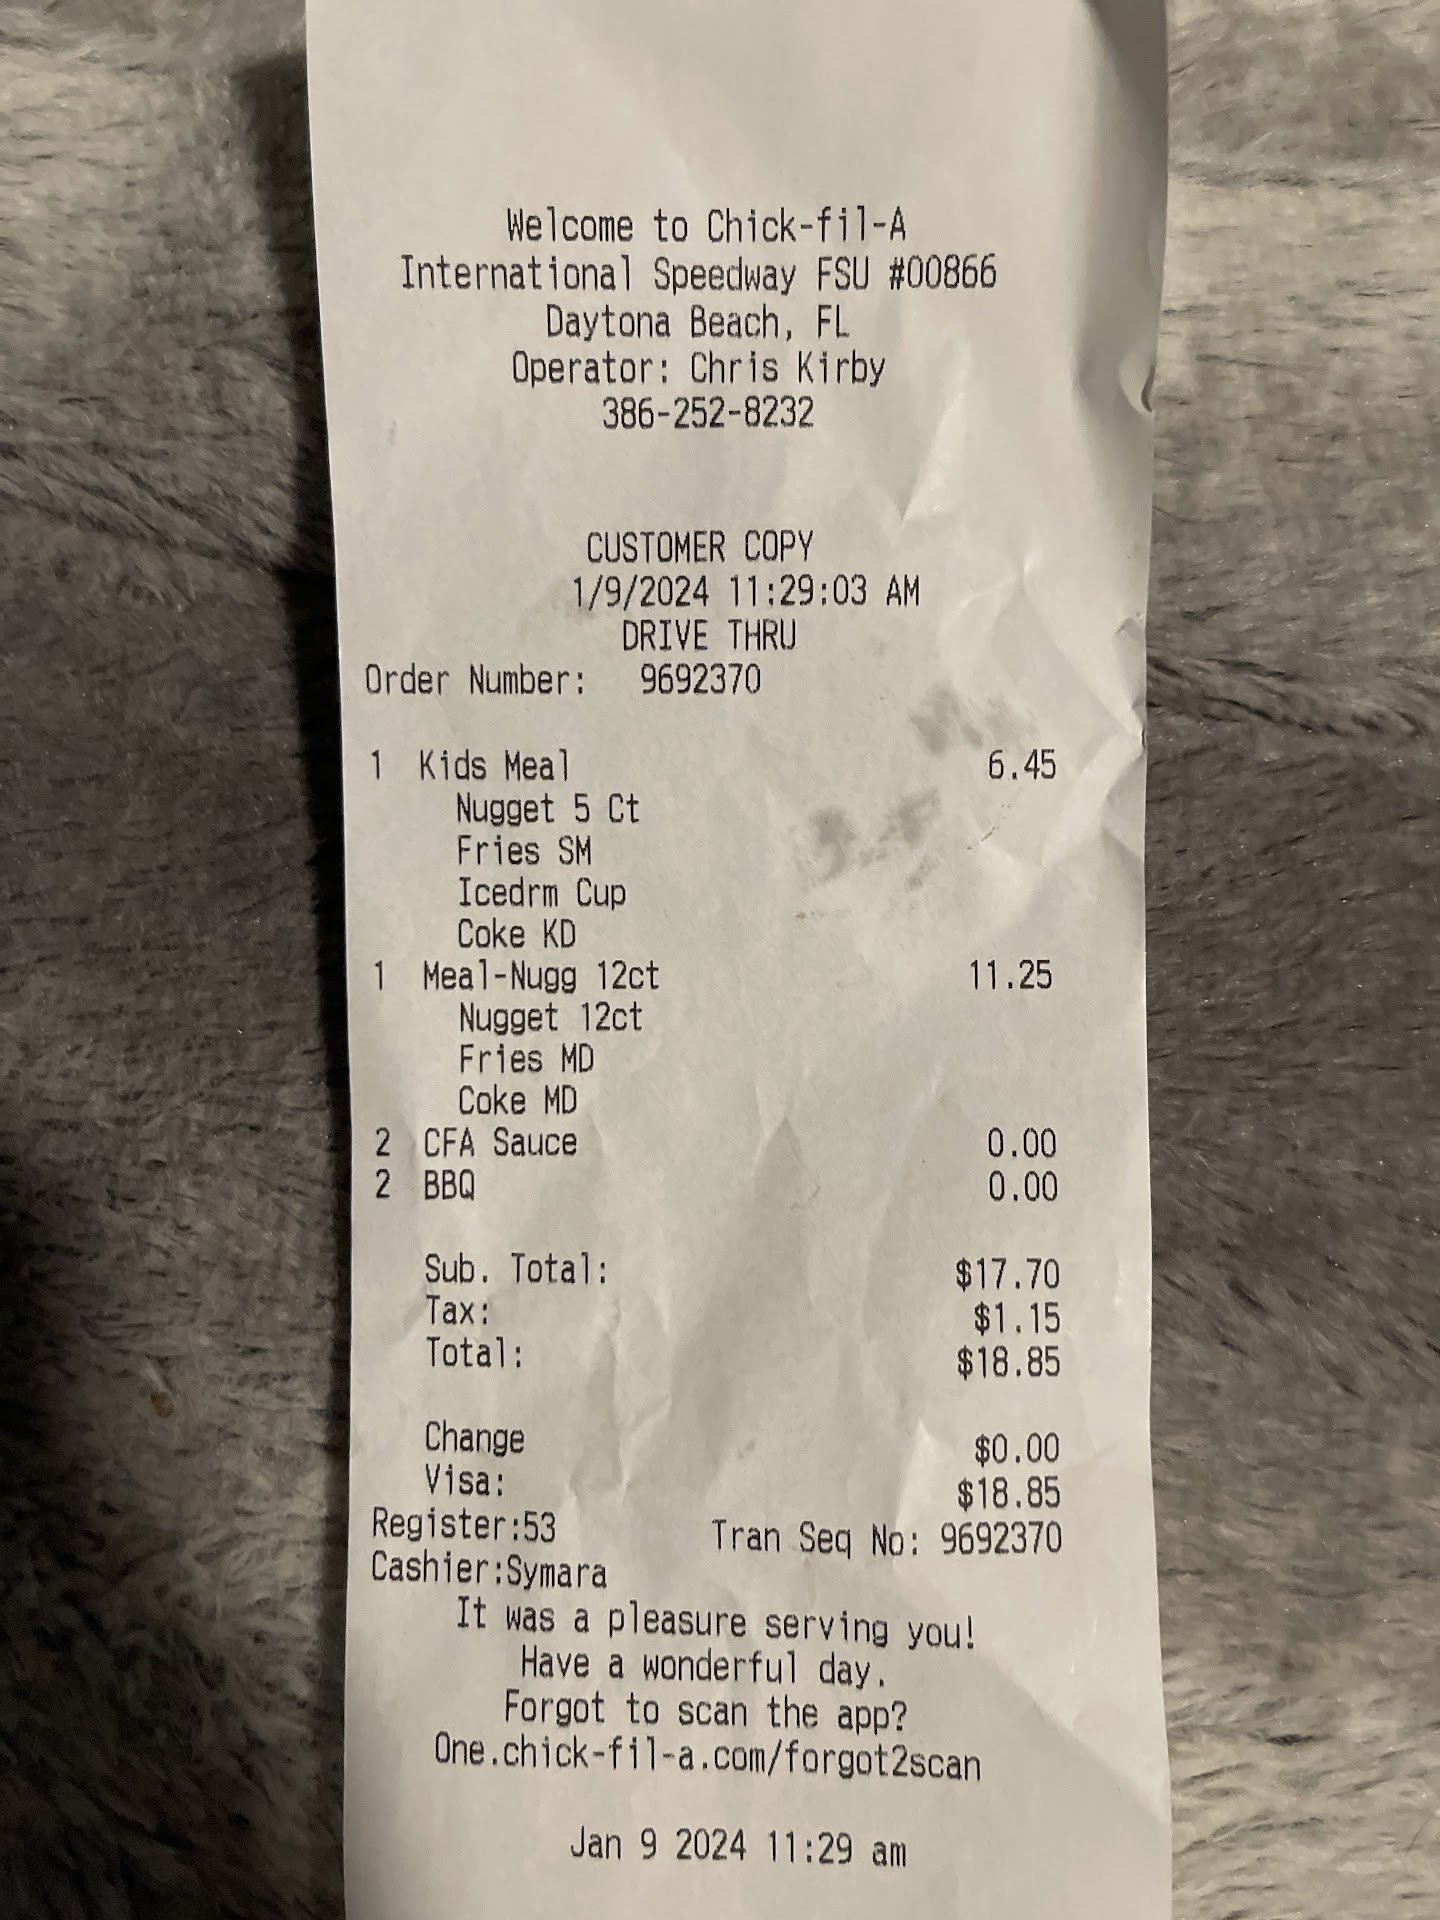 Welcome to Chick-fil-A
International Speedway FSU #00866
Daytona Beach, FL
Operator: Chris Kirby
386-252-8232
CUSTOMER COPY
1/9/2024 11:29:03 AM
DRIVE THRU
Order Number: 9692370
1 Kids Meal 6.45
Nugget 5 Ct
Fries SM
Icedrm Cup
Coke KD
1 Meal-Nugg 12ct 11.25
Nugget 12ct
Fries MD
Coke MD
2 CFA Sauce 0.00
2 BBQ 0.00
Sub. Total: $17.70
Tax: $1.15
Total: $18.85
Change $0.00
Visa: $18.85
Register:53 Tran Seq No: 9692370
Cashier:Symara
It was a pleasure serving you!
Have a wonderful day.
Forgot to scan the app?
One.chick-fil-a.com/forgot2scan
Jan 9 2024 11:29 am